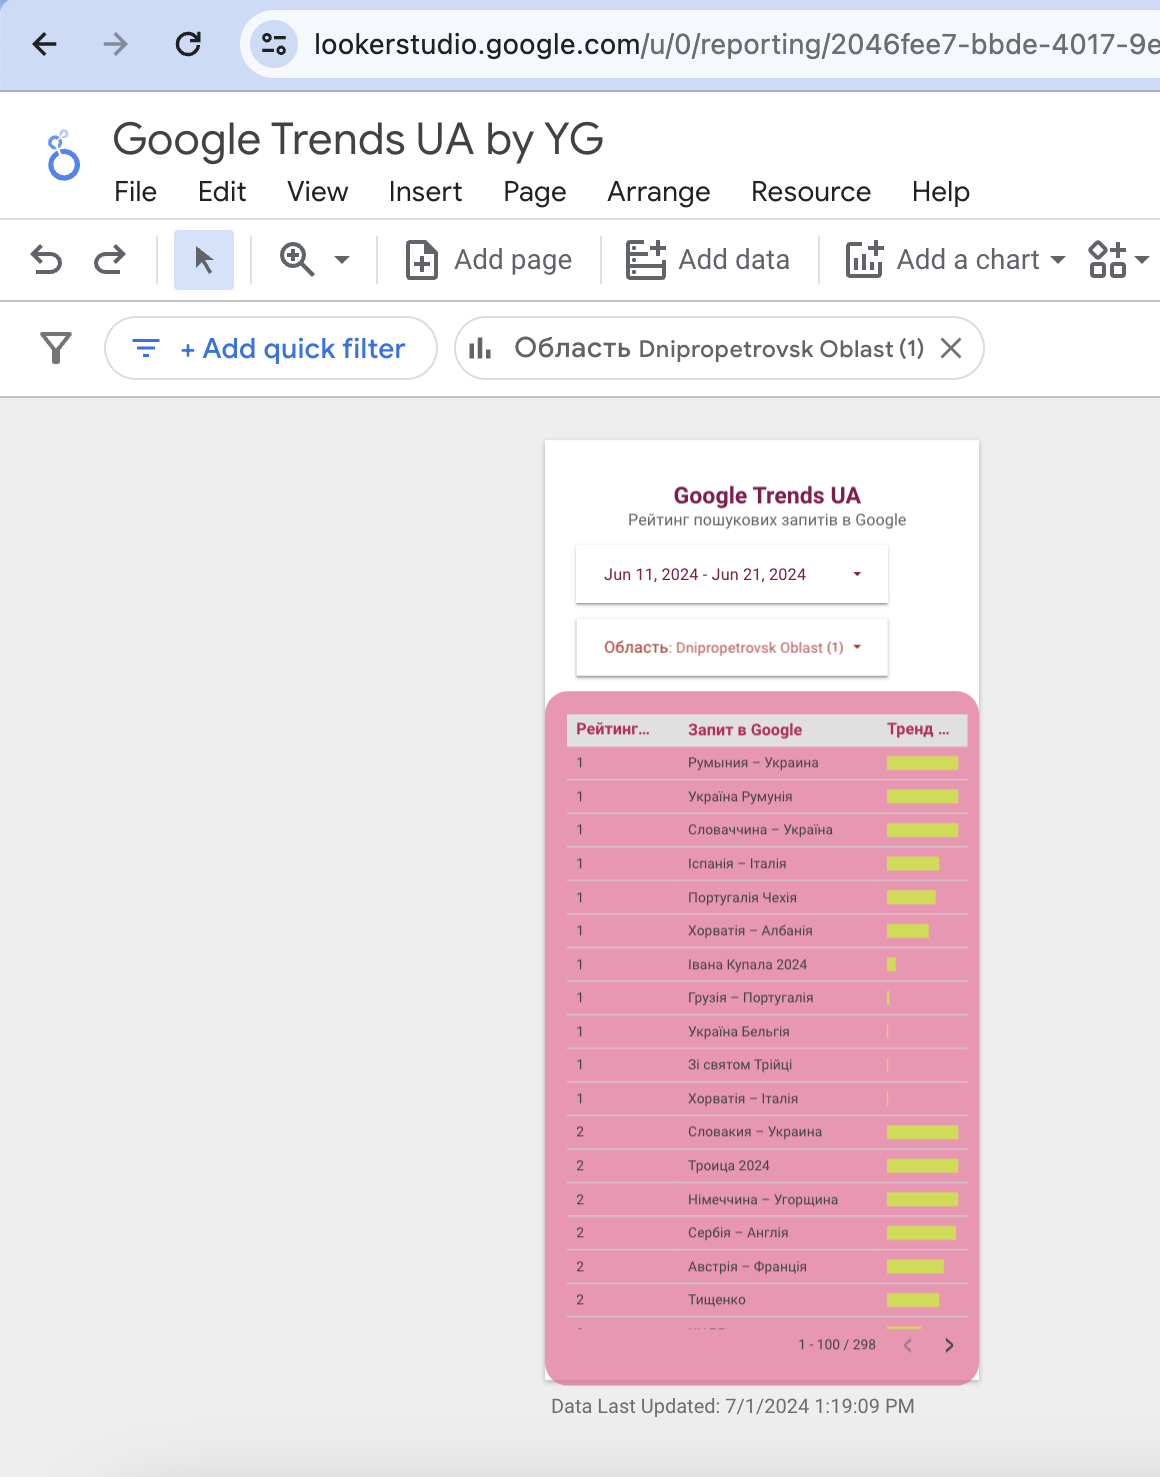 lookerstudio.google.com/u/0/reporting/2046fee7-bbde-4017-9e
Google Trends UA by YG
File Edit View Insert Page Arrange Resource Help
Add page Add data Add a chart
+ Add quick filter Область Dnipropetrovsk Oblast (1)
Google Trends UA
Рейтинг пошукових запитів в Google
Jun 11, 2024 - Jun 21, 2024
Область: Dnipropetrovsk Oblast (1)
Рейтинг... Запит в Google Тренд ...
1 Румыния – Украина
1 Україна Румунія
1 Словаччина – Україна
1 Іспанія – Італія
1 Португалія Чехія
1 Хорватія – Албанія
1 Івана Купала 2024
1 Грузія – Португалія
1 Україна Бельгія
1 Зі святом Трійці
1 Хорватія – Італія
2 Словакия – Украина
2 Троица 2024
2 Німеччина – Угорщина
2 Сербія – Англія
2 Австрія – Франція
2 Тищенко
1 - 100 / 298
Data Last Updated: 7/1/2024 1:19:09 PM